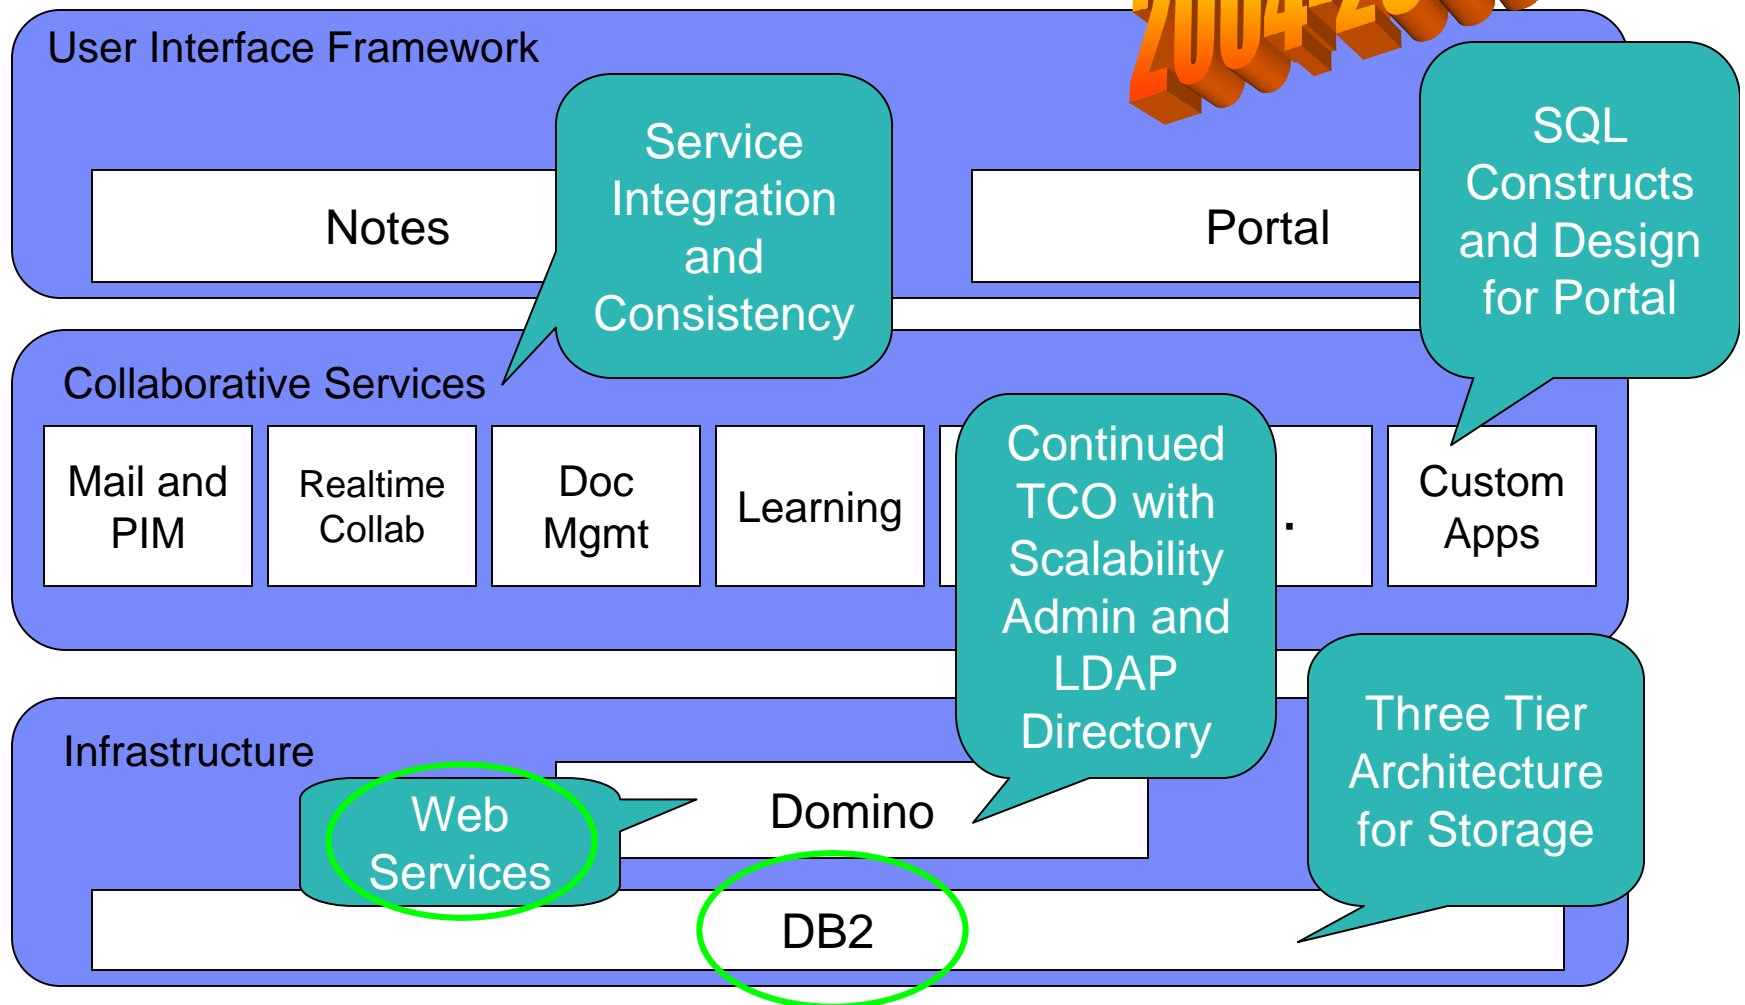 User Interface Framework
Service
Integration
and
Consistency
SQL
Constructs
and Design
for Portal
Notes
Portal
Collaborative Services
Mail and
PIM
Realtime
Collab
Doc
Mgmt
Learning
.
Custom
Apps
Continued
TCO with
Scalability
Admin and
LDAP
Directory
Three Tier
Architecture
for Storage
Infrastructure
Web
Services
Domino
DB2